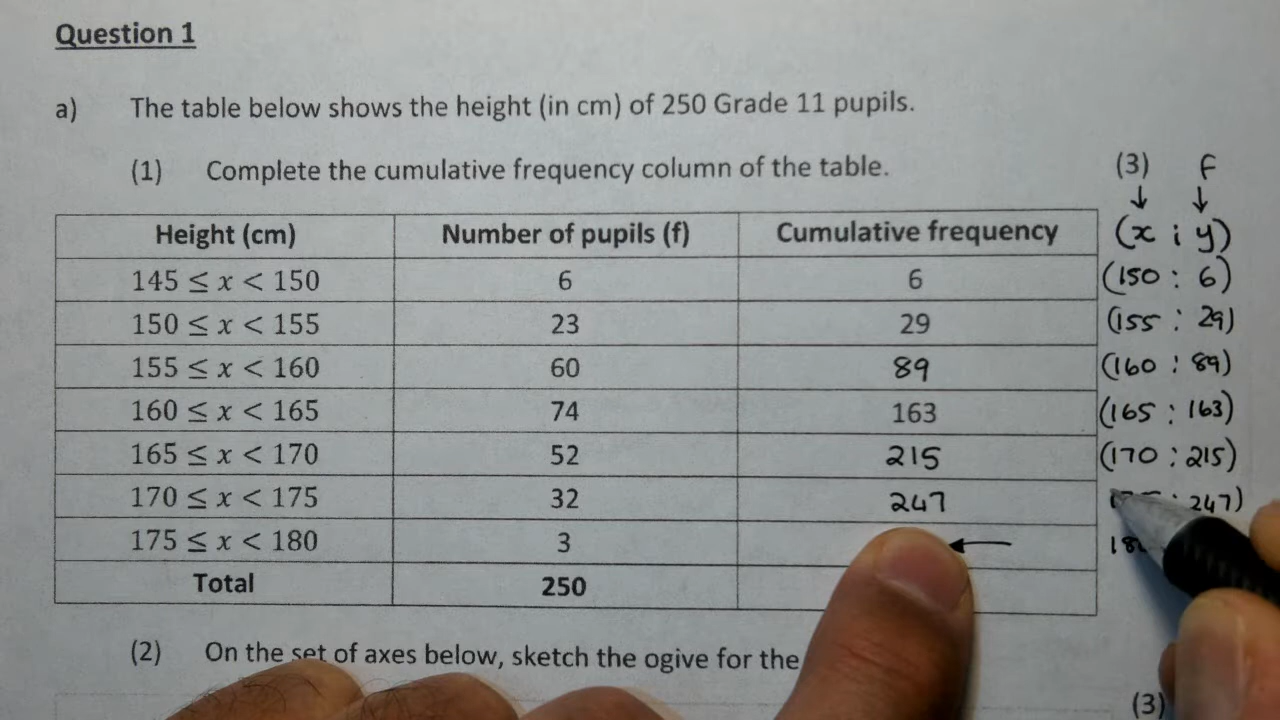 Question 1
a) The table below shows the height (in cm) of 250 Grade 11 pupils.
(1) Complete the cumulative frequency column of the table. (3) F
↓ ↓
Height (cm) Number of pupils (f) Cumulative frequency (x ; y)
145 ≤ x < 150 6 6 (150 ; 6)
150 ≤ x < 155 23 29 (155 ; 29)
155 ≤ x < 160 60 89 (160 ; 89)
160 ≤ x < 165 74 163 (165 ; 163)
165 ≤ x < 170 52 215 (170 ; 215)
170 ≤ x < 175 32 247 247)
175 ≤ x < 180 3 ←
Total 250
(2) On the set of axes below, sketch the ogive for the
(3)